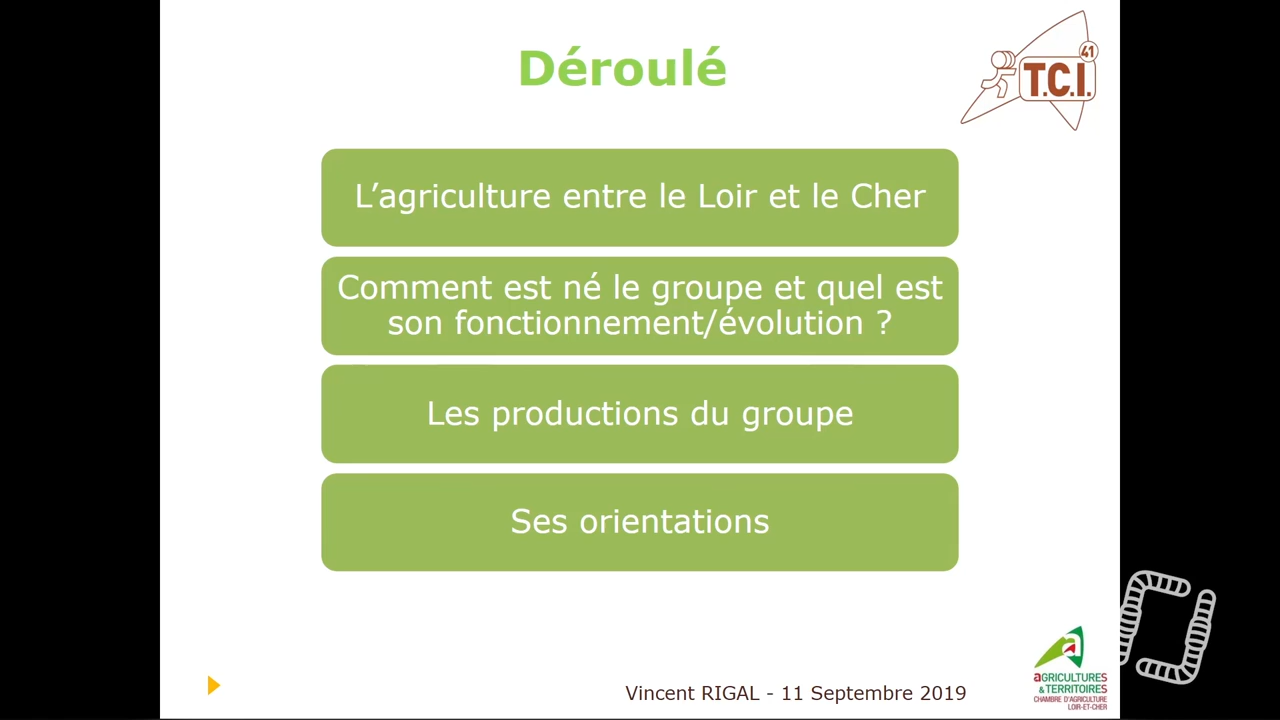 Déroulé
41
T.C.I.
L’agriculture entre le Loir et le Cher
Comment est né le groupe et quel est
son fonctionnement/évolution ?
Les productions du groupe
Ses orientations
Vincent RIGAL - 11 Septembre 2019
a
aGRICULTURES
& TERRITOIRES
CHAMBRE D'AGRICULTURE
LOIR-ET-CHER